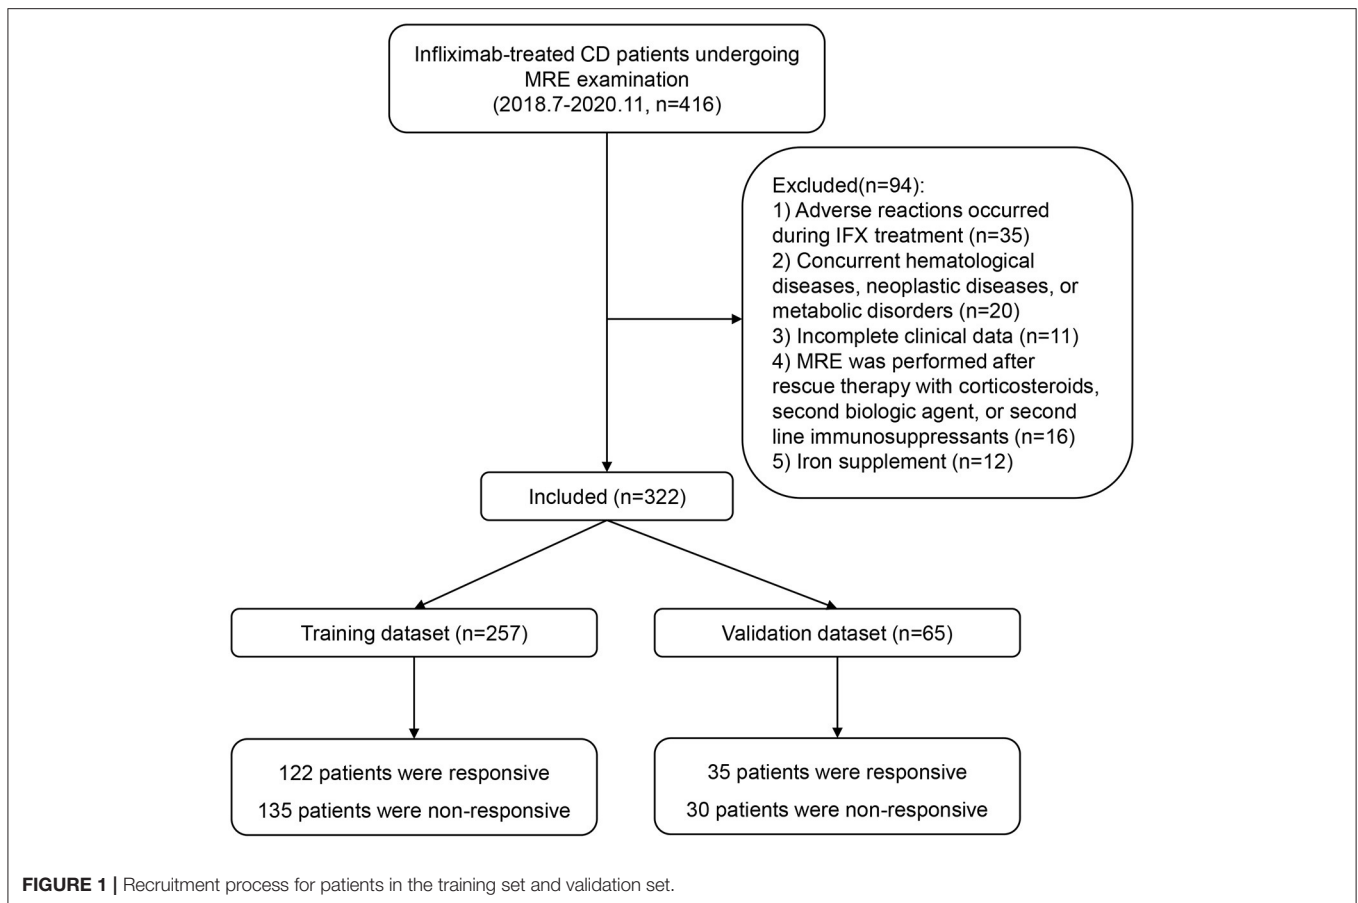 Infliximab-treated CD patients undergoing
MRE examination
(2018.7-2020.11, n=416)
Excluded(n=94):
1) Adverse reactions occurred
during IFX treatment (n=35)
2) Concurrent hematological
diseases, neoplastic diseases, or
metabolic disorders (n=20)
3) Incomplete clinical data (n=11)
4) MRE was performed after
rescue therapy with corticosteroids,
second biologic agent, or second
line immunosuppressants (n=16)
5) Iron supplement (n=12)
Included (n=322)
Training dataset (n=257)
Validation dataset (n=65)
122 patients were responsive
135 patients were non-responsive
35 patients were responsive
30 patients were non-responsive
FIGURE 1 | Recruitment process for patients in the training set and validation set.